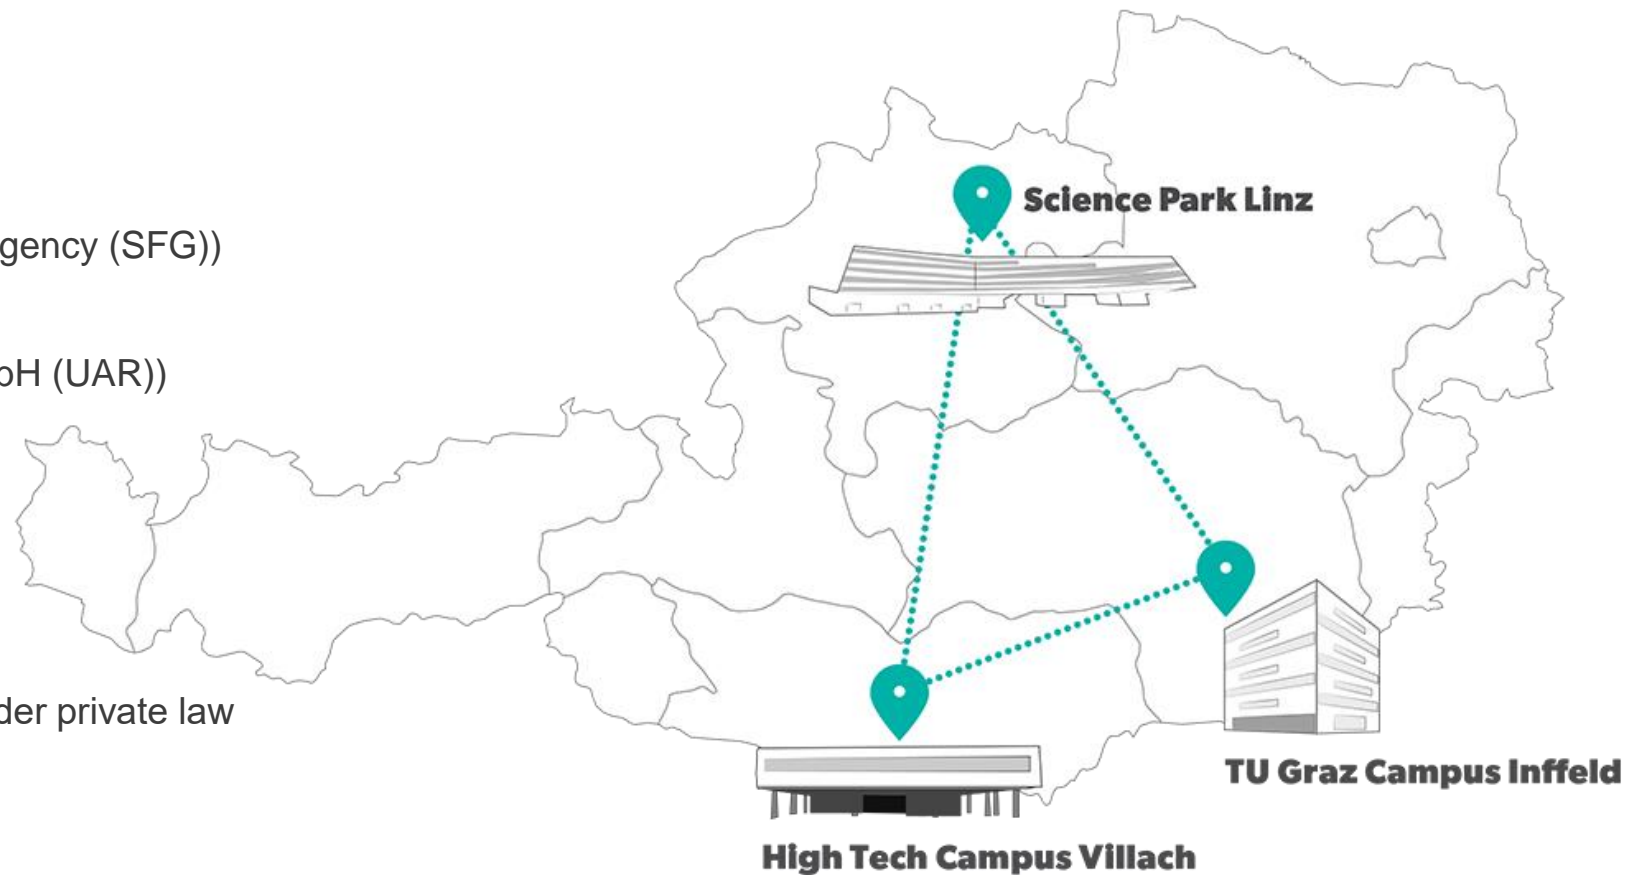 Science Park Linz
gency (SFG))
bH (UAR))
der private law
TU Graz Campus Inffeld
High Tech Campus Villach